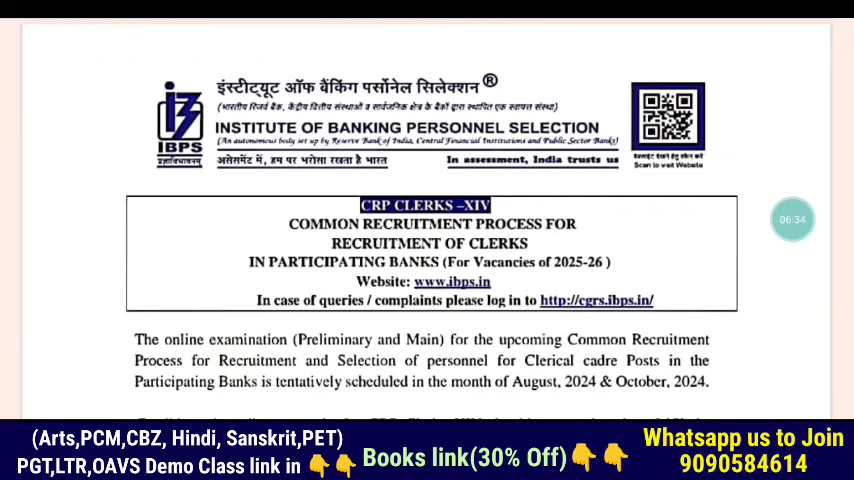 इंस्टीट्यूट ऑफ बैंकिंग पर्सोनेल सिलेक्शन®
(भारतीय रिजर्व बैंक, केंद्रीय वित्तीय संस्थाओं व सार्वजनिक क्षेत्र के बैंकों द्वारा स्थापित एक स्वायत्त संस्था)
INSTITUTE OF BANKING PERSONNEL SELECTION
(An autonomous body set up by Reserve Bank of India, Central Financial Institutions and Public Sector Banks)
IBPS
असेसमेंट में, हम पर भरोसा रखता है भारत
In assessment, India trusts us
वेबसाईट देखने हेतु स्कैन करें
Scan to visit Website
CRP CLERKS –XIV
COMMON RECRUITMENT PROCESS FOR
RECRUITMENT OF CLERKS
IN PARTICIPATING BANKS (For Vacancies of 2025-26 )
Website: www.ibps.in
In case of queries / complaints please log in to http://cgrs.ibps.in/
06:34
The online examination (Preliminary and Main) for the upcoming Common Recruitment
Process for Recruitment and Selection of personnel for Clerical cadre Posts in the
Participating Banks is tentatively scheduled in the month of August, 2024 & October, 2024.
(Arts,PCM,CBZ, Hindi, Sanskrit,PET)
PGT,LTR,OAVS Demo Class link in 👇👇
Books link(30% Off)👇👇
Whatsapp us to Join
9090584614